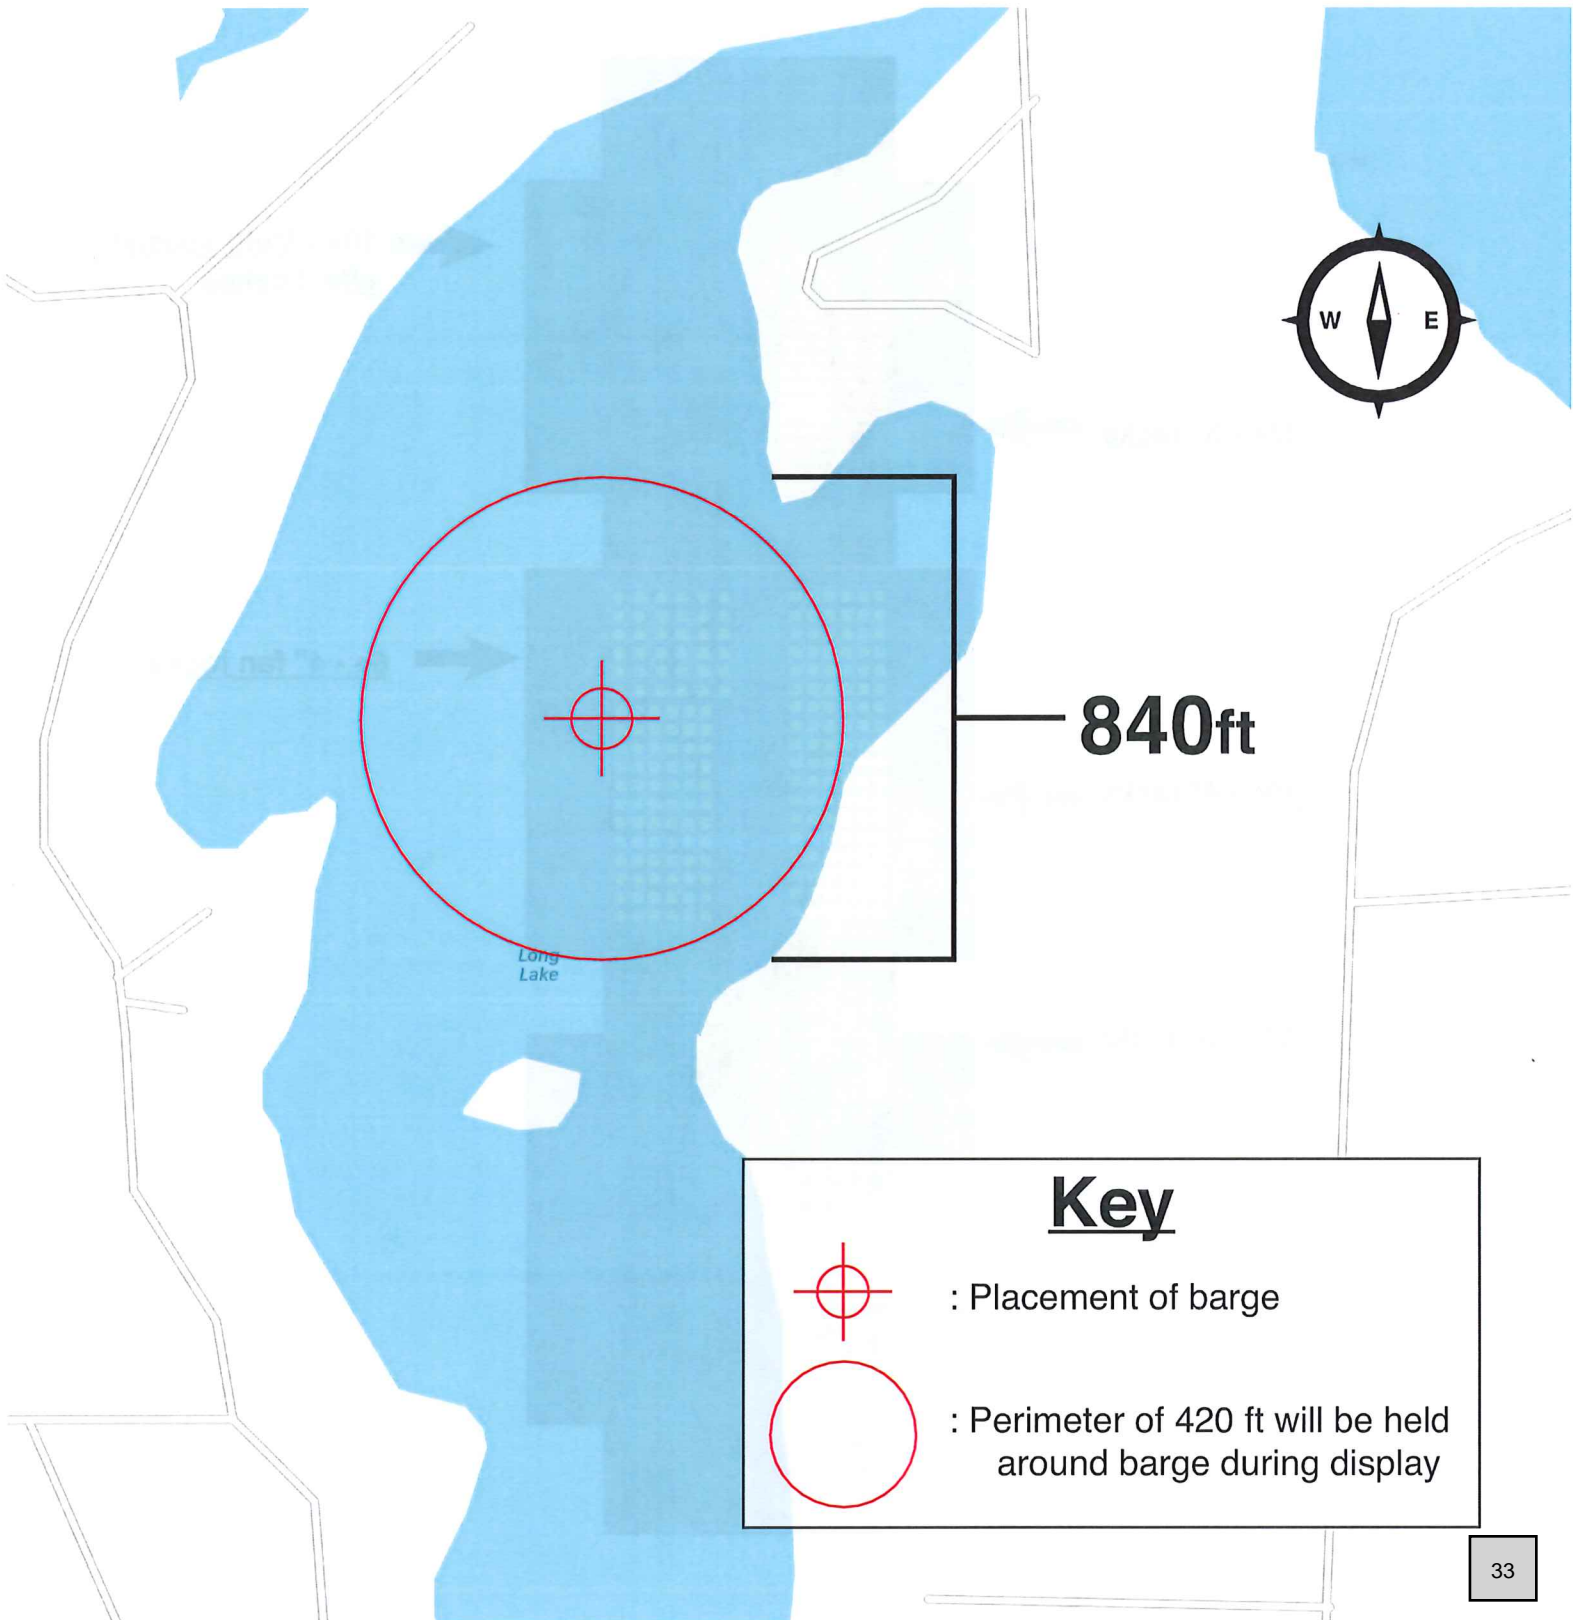 W E
840ft
Long
Lake
Key
: Placement of barge
: Perimeter of 420 ft will be held
around barge during display
33